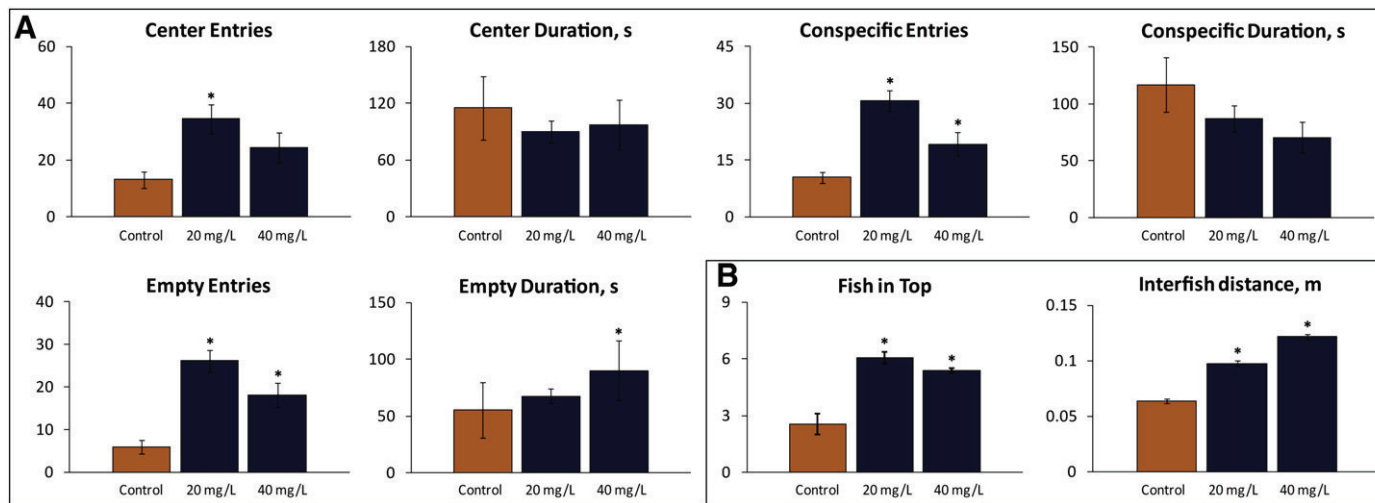 A
Center Entries
60
40
20
0
*
Control 20 mg/L 40 mg/L
Center Duration, s
180
120
60
0
Control 20 mg/L 40 mg/L
Conspecific Entries
45
30
15
0
*
*
Control 20 mg/L 40 mg/L
Conspecific Duration, s
150
100
50
0
Control 20 mg/L 40 mg/L
Empty Entries
40
30
20
10
0
*
*
Control 20 mg/L 40 mg/L
Empty Duration, s
150
100
50
0
*
Control 20 mg/L 40 mg/L
B
Fish in Top
9
6
3
0
*
*
Control 20 mg/L 40 mg/L
Interfish distance, m
0.15
0.1
0.05
0
*
*
Control 20 mg/L 40 mg/L